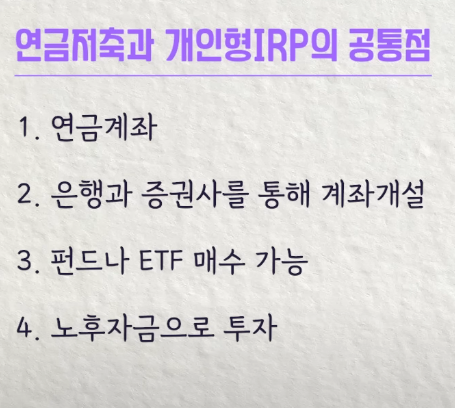 연금저축과 개인형IRP의 공통점
1. 연금계좌
2. 은행과 증권사를 통해 계좌개설
3. 펀드나 ETF 매수 가능
4. 노후자금으로 투자